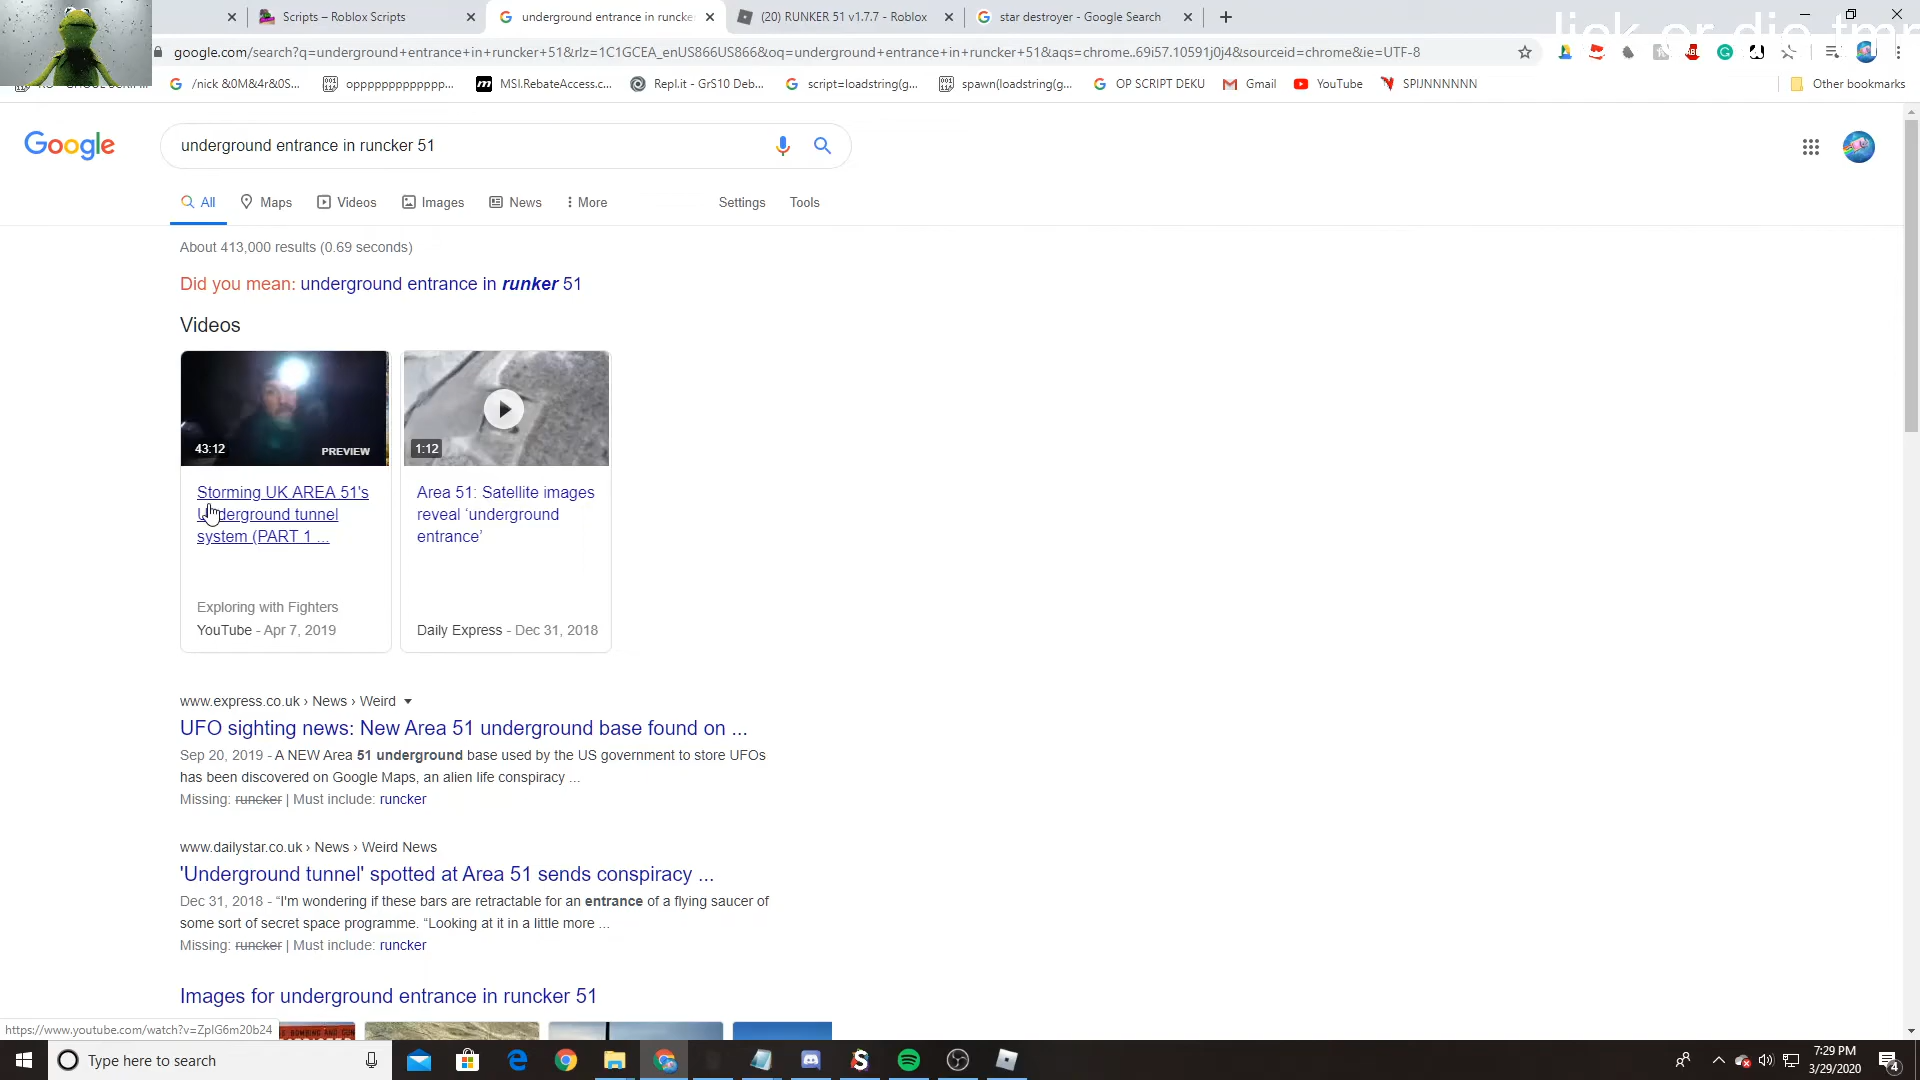 Scripts – Roblox Scripts
underground entrance in runcke
(20) RUNKER 51 v1.7.7 - Roblox
star destroyer - Google Search
google.com/search?q=underground+entrance+in+runcker+51&rlz=1C1GCEA_enUS866US866&oq=underground+entrance+in+runcker+51&aqs=chrome..69i57.10591j0j4&sourceid=chrome&ie=UTF-8
/nick &0M&4r&0S...
opppppppppppppp...
MSI.RebateAccess.c...
Repl.it - GrS10 Deb...
script=loadstring(g...
spawn(loadstring(g...
OP SCRIPT DEKU
Gmail
YouTube
SPIJNNNNNN
Other bookmarks
Google
underground entrance in runcker 51
All
Maps
Videos
Images
News
More
Settings
Tools
About 413,000 results (0.69 seconds)
Did you mean: underground entrance in runker 51
Videos
43:12
PREVIEW
Storming UK AREA 51's
Underground tunnel
system (PART 1 ...
Exploring with Fighters
YouTube - Apr 7, 2019
1:12
Area 51: Satellite images
reveal ‘underground
entrance’
Daily Express - Dec 31, 2018
www.express.co.uk › News › Weird
UFO sighting news: New Area 51 underground base found on ...
Sep 20, 2019 - A NEW Area 51 underground base used by the US government to store UFOs
has been discovered on Google Maps, an alien life conspiracy ...
Missing: runcker | Must include: runcker
www.dailystar.co.uk › News › Weird News
'Underground tunnel' spotted at Area 51 sends conspiracy ...
Dec 31, 2018 - “I'm wondering if these bars are retractable for an entrance of a flying saucer of
some sort of secret space programme. “Looking at it in a little more ...
Missing: runcker | Must include: runcker
Images for underground entrance in runcker 51
https://www.youtube.com/watch?v=ZpIG6m20b24
Type here to search
7:29 PM
3/29/2020
4